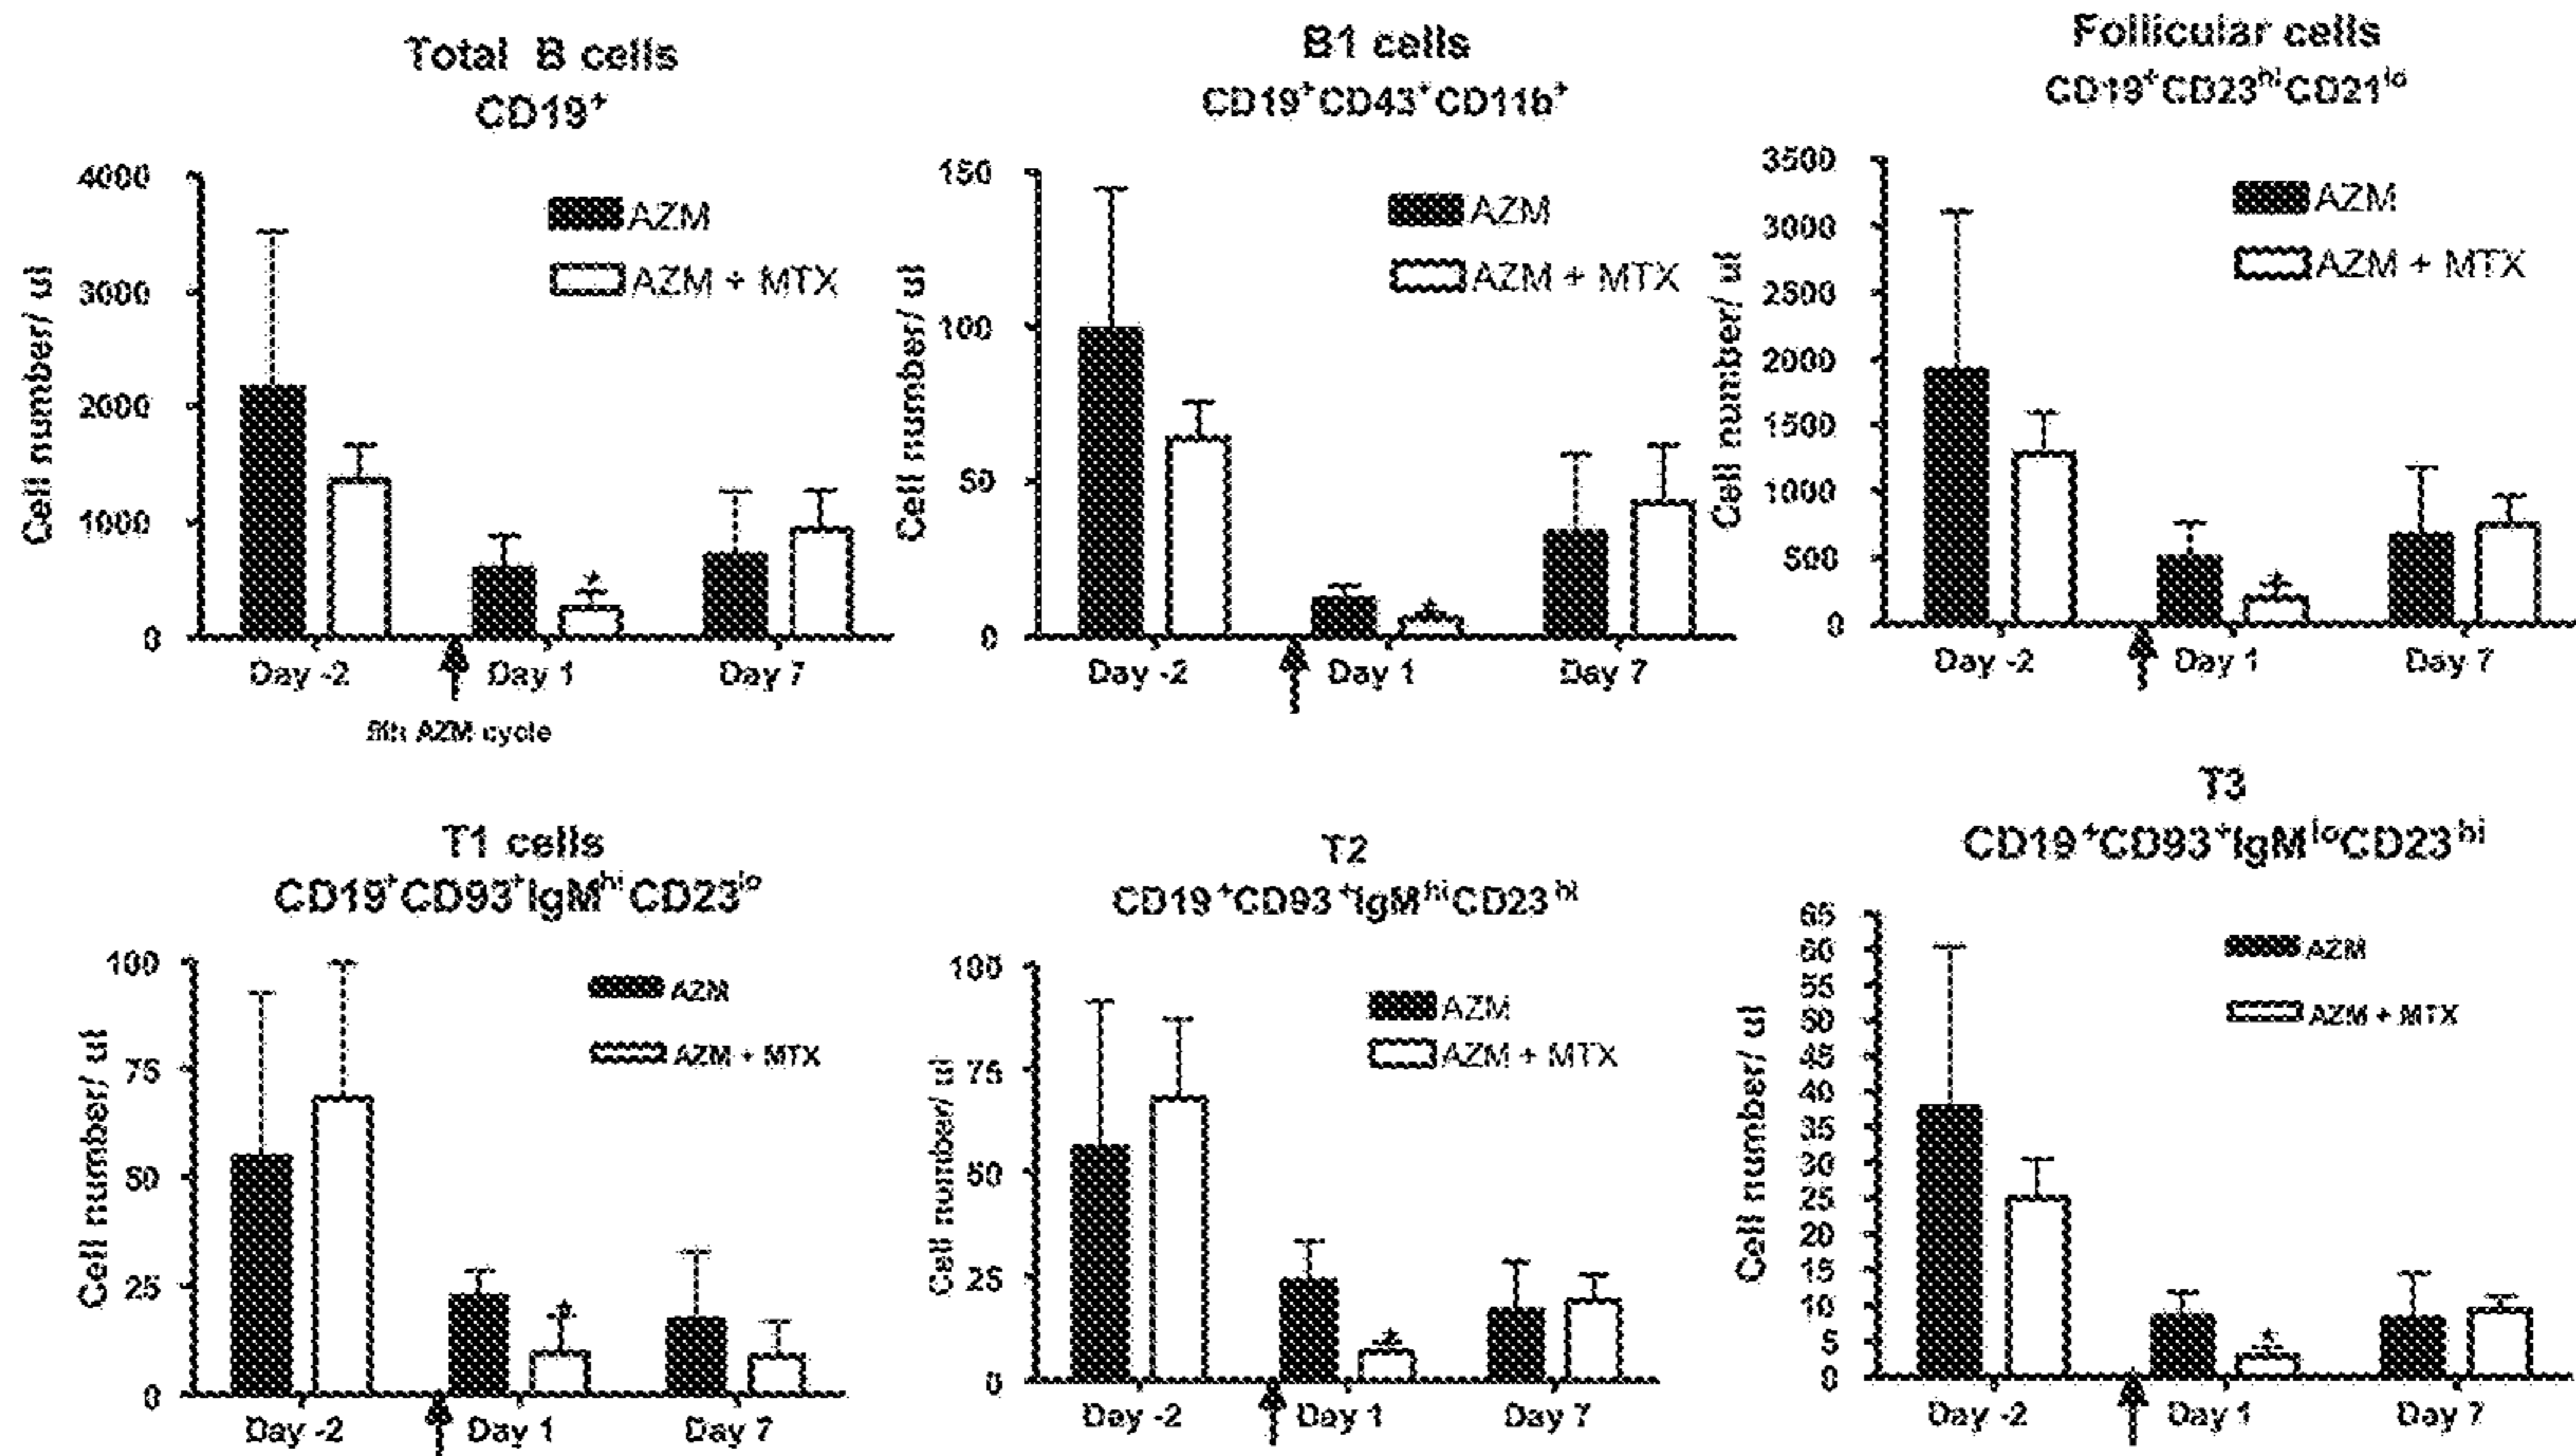 Total B cells
CD19⁺
4000
3000
2000
1000
0
Cell number/ ul
AZM
AZM + MTX
Day -2
Day 1
Day 7
AZM cycle
B1 cells
CD19⁺CD43⁺CD11b⁺
150
100
50
0
Cell number/ ul
AZM
AZM + MTX
Day -2
Day 1
Day 7
Follicular cells
CD19⁺CD23ʰⁱCD21ˡᵒ
3500
3000
2500
2000
1500
1000
500
0
Cell number/ ul
AZM
AZM + MTX
Day -2
Day 1
Day 7
T1 cells
CD19⁺CD93⁺IgMʰⁱCD23ˡᵒ
100
75
50
25
0
Cell number/ ul
AZM
AZM + MTX
Day -2
Day 1
Day 7
T2
CD19⁺CD93⁺IgMʰⁱCD23ʰⁱ
100
75
50
25
0
Cell number/ ul
AZM
AZM + MTX
Day -2
Day 1
Day 7
T3
CD19⁺CD93⁺IgMˡᵒCD23ʰⁱ
65
60
55
50
45
40
35
30
25
20
15
10
5
0
Cell number/ ul
AZM
AZM + MTX
Day -2
Day 1
Day 7